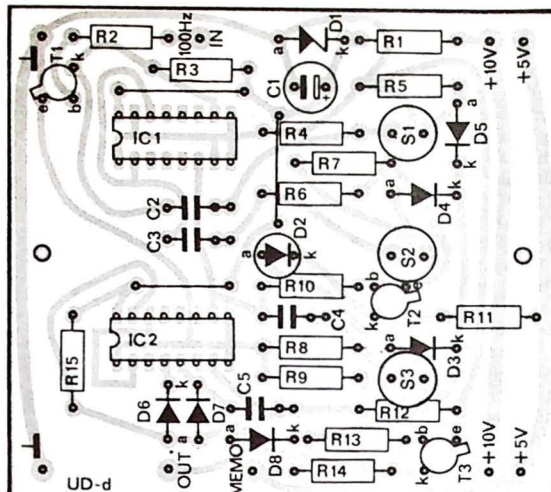 R2
100Hz
IN
a
D1
k
R1
+10V
+5V
T1
k
R3
C1
+
R5
e
b
a
IC1
R4
S1
D5
R7
k
C2
R6
a
k
D4
C3
D2
a
k
S2
R10
b
e
T2
k
IC2
C4
R11
R15
R8
a
k
D3
k
k
R9
S3
D6
D7
C5
R12
a
a
D8
k
R13
b
e
+10V
+5V
OUT
MEMO
R14
k
T3
UD-d